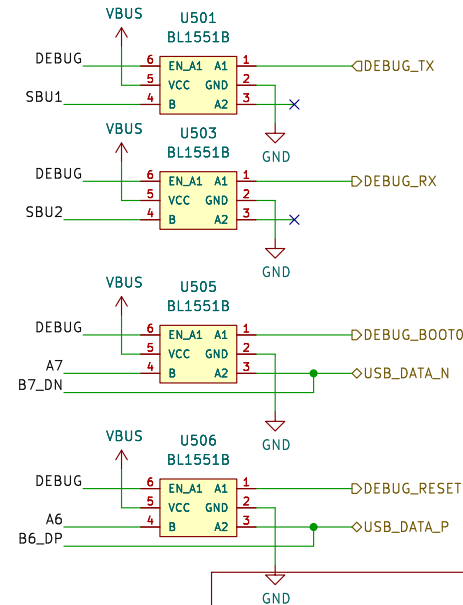 VBUS
U501
BL1551B
DEBUG 6 EN_A1 A1 1 DEBUG_TX
5 VCC GND 2
SBU1 4 B A2 3
GND
VBUS
U503
BL1551B
DEBUG 6 EN_A1 A1 1 DEBUG_RX
5 VCC GND 2
SBU2 4 B A2 3
GND
VBUS
U505
BL1551B
DEBUG 6 EN_A1 A1 1 DEBUG_BOOT0
5 VCC GND 2
A7 4 B A2 3 USB_DATA_N
B7_DN
GND
VBUS
U506
BL1551B
DEBUG 6 EN_A1 A1 1 DEBUG_RESET
5 VCC GND 2
A6 4 B A2 3 USB_DATA_P
B6_DP
GND